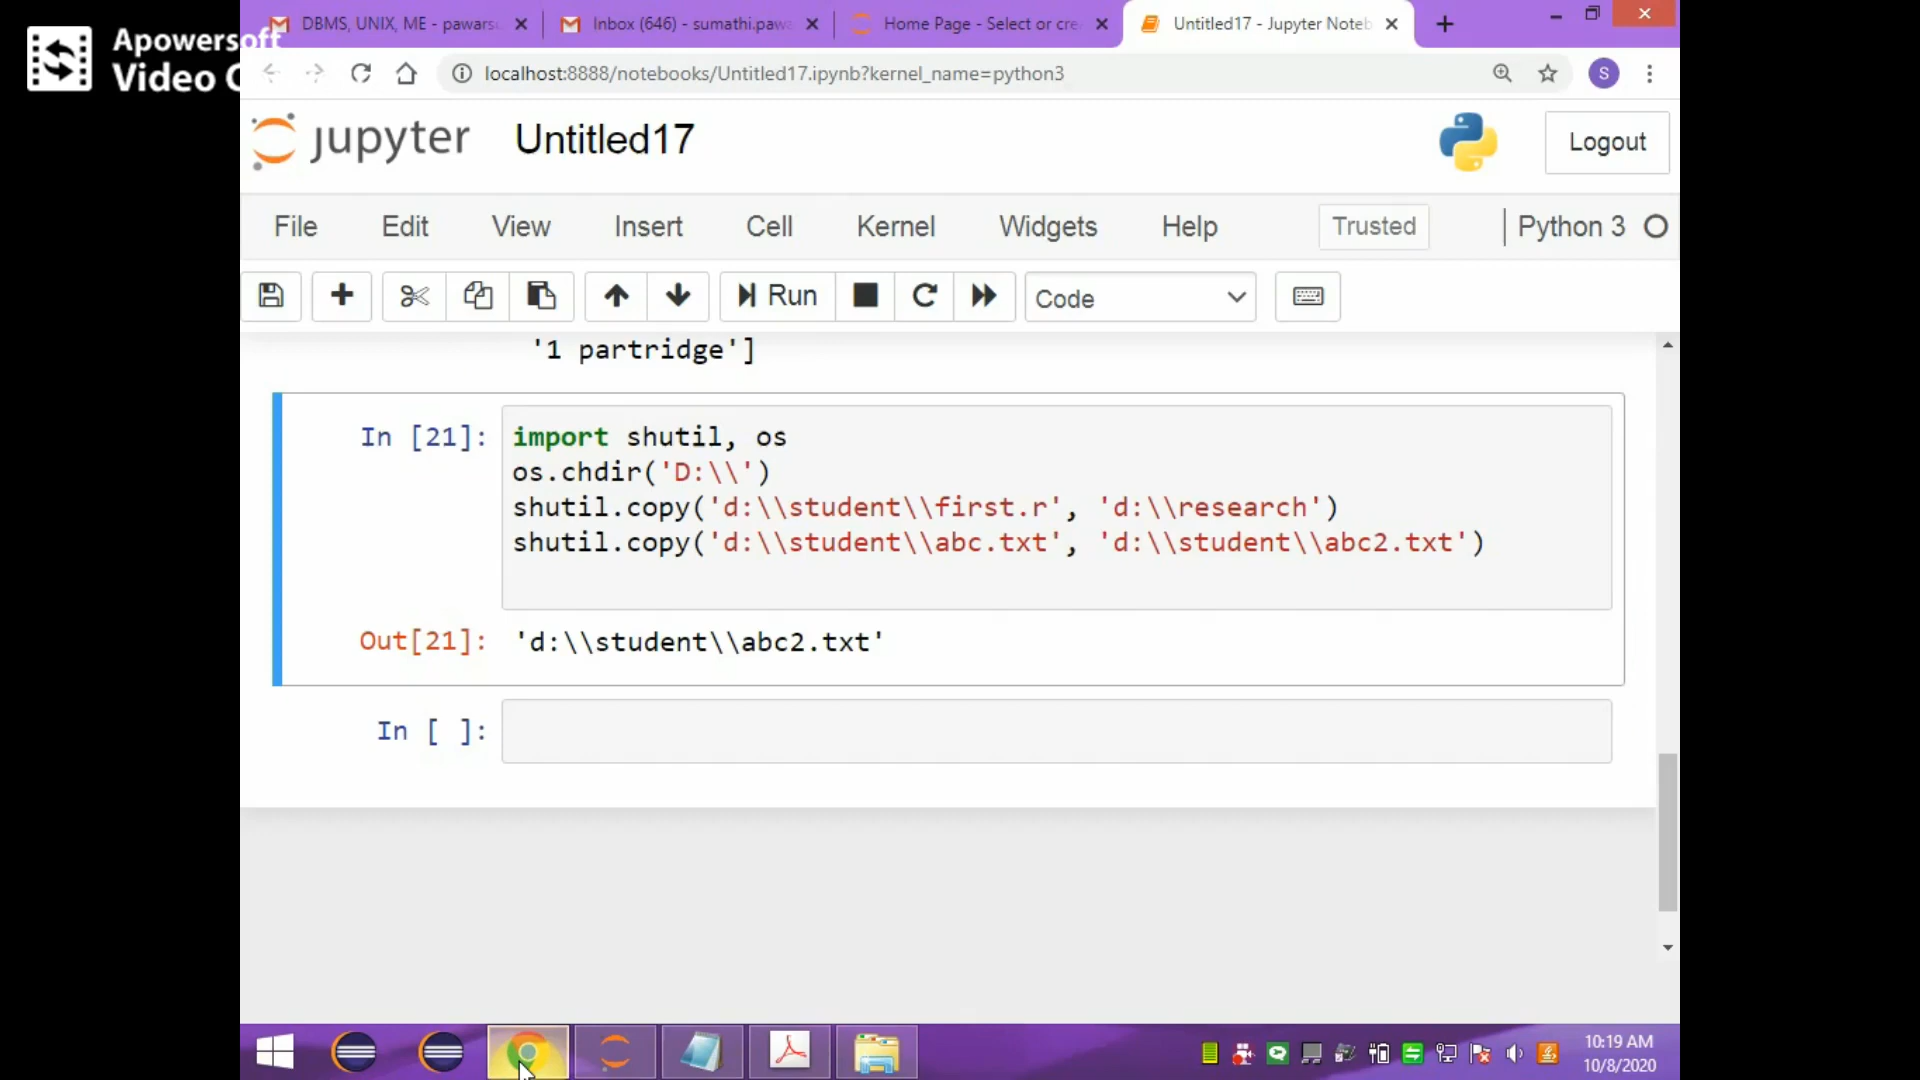 Apowersoft
Video C
DBMS, UNIX, ME - pawars
Inbox (646) - sumathi.pawa
Home Page - Select or cre
Untitled17 - Jupyter Noteb
localhost:8888/notebooks/Untitled17.ipynb?kernel_name=python3
S
jupyter Untitled17
Logout
File Edit View Insert Cell Kernel Widgets Help
Trusted
Python 3
Run
Code
'1 partridge']
In [21]:
import shutil, os
os.chdir('D:\\')
shutil.copy('d:\\student\\first.r', 'd:\\research')
shutil.copy('d:\\student\\abc.txt', 'd:\\student\\abc2.txt')
Out[21]: 'd:\\student\\abc2.txt'
In [ ]:
10:19 AM
10/8/2020